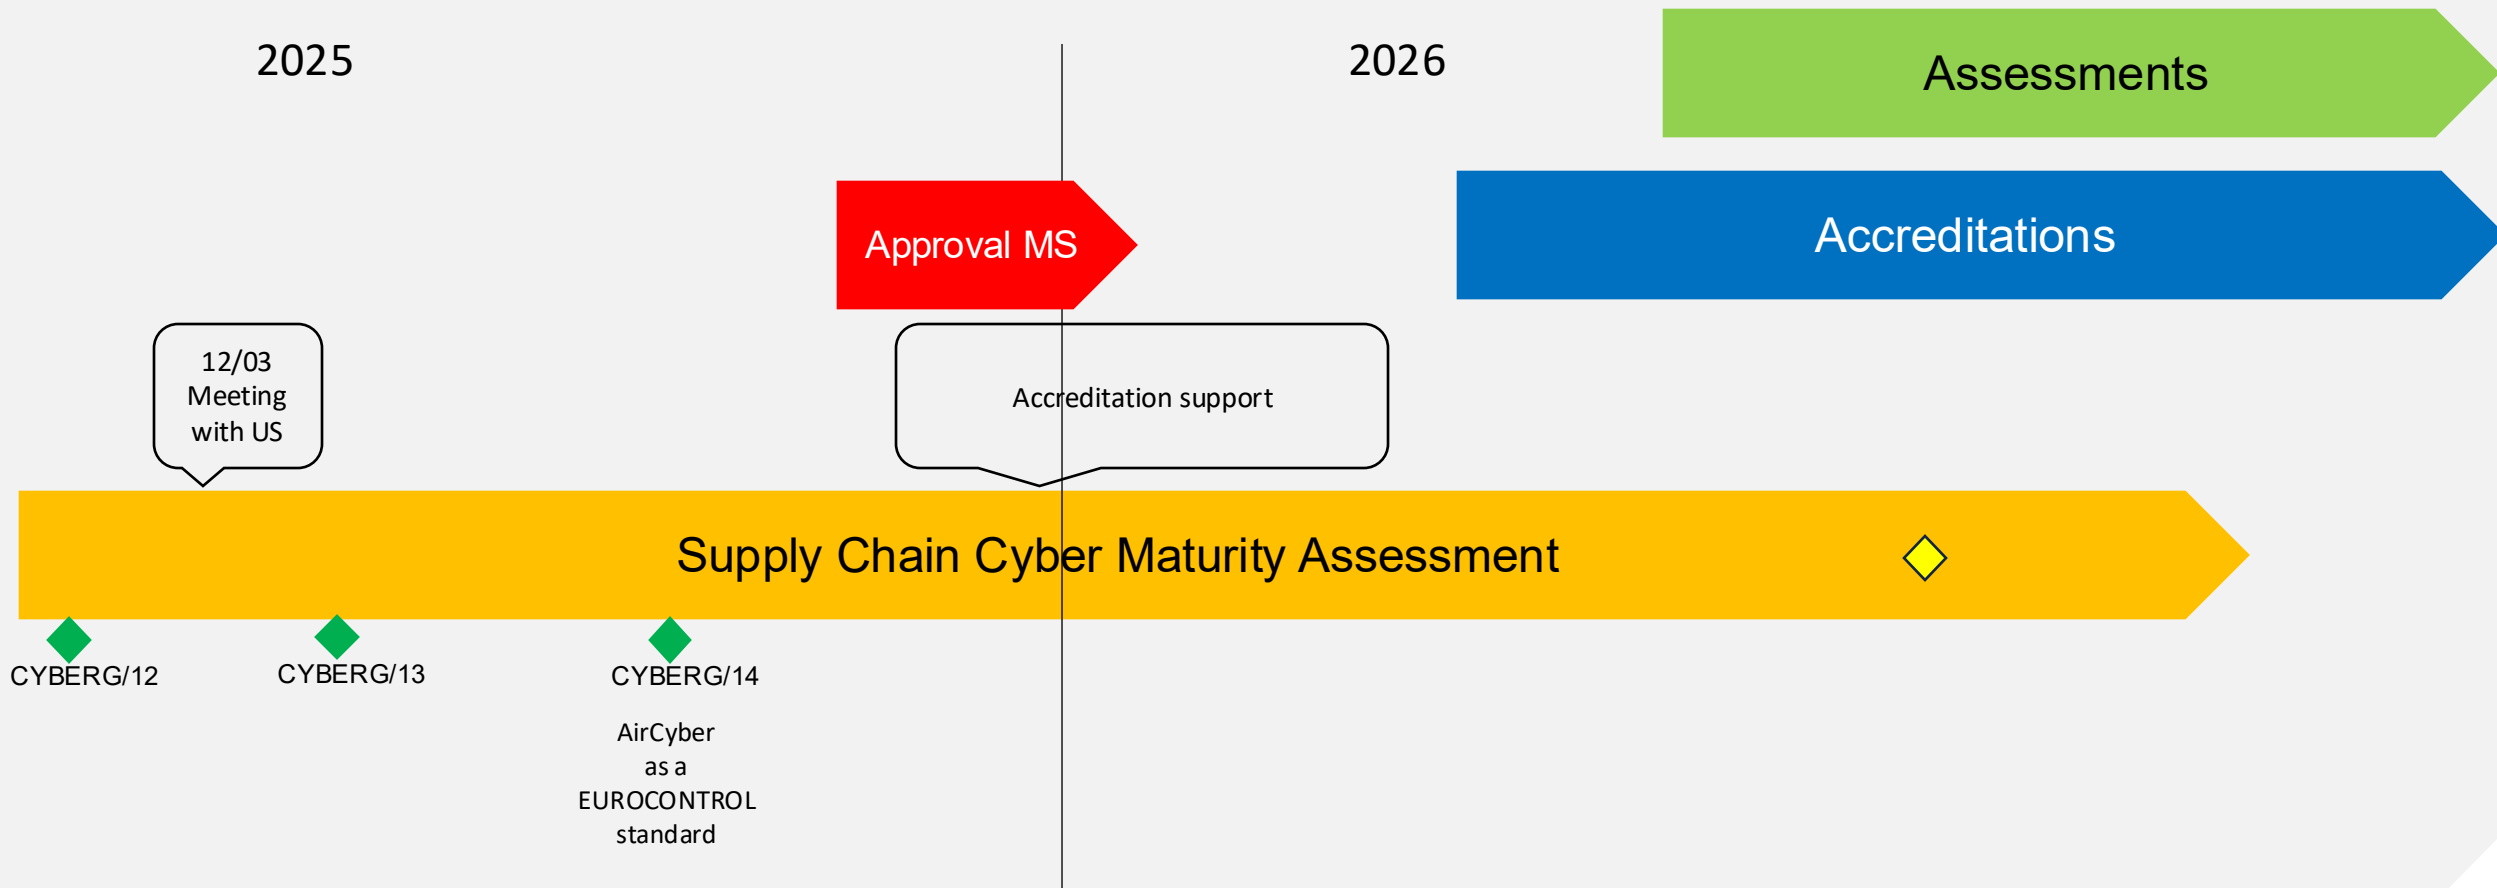 2025
2026
Assessments
Approval MS
Accreditations
12/03
Meeting
with US
Accreditation support
Supply Chain Cyber Maturity Assessment
CYBERG/12
CYBERG/13
CYBERG/14
AirCyber
as a
EUROCONTROL
standard